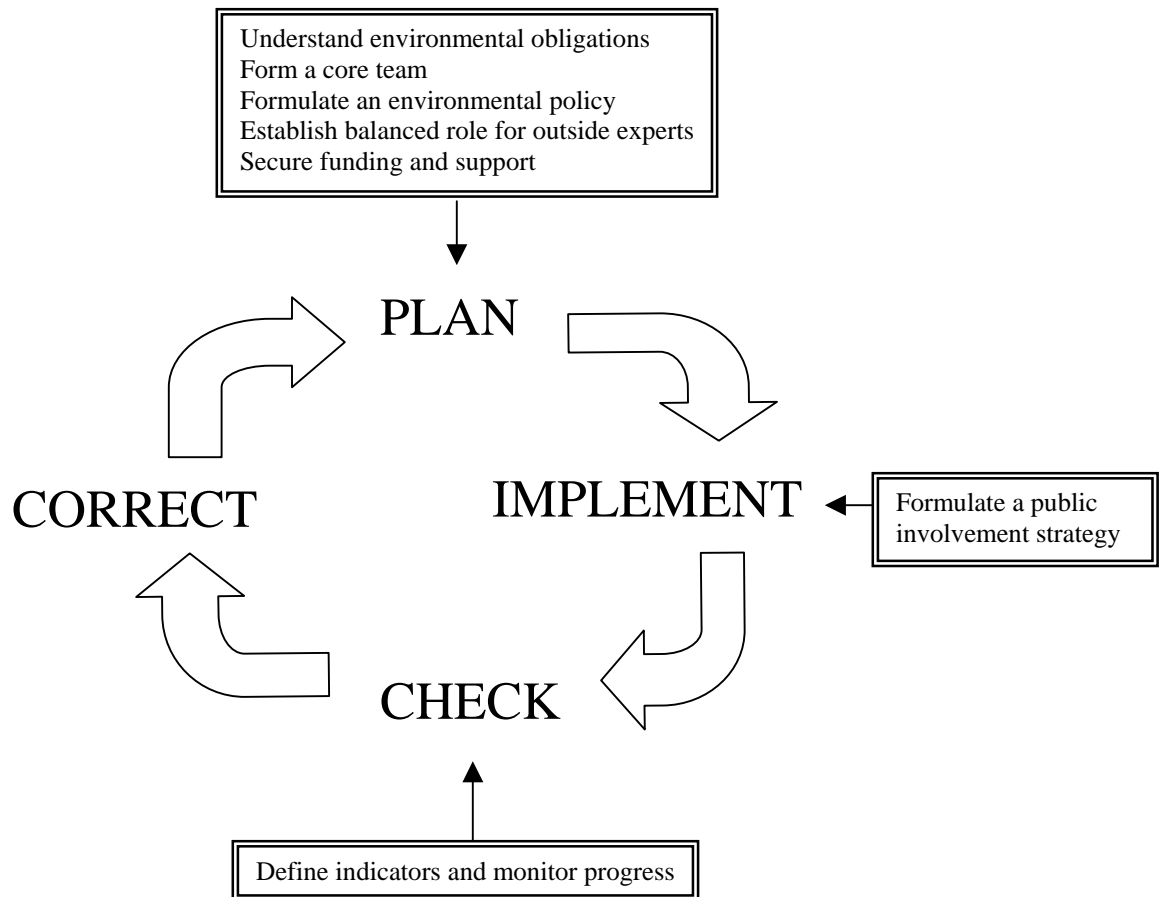 Understand environmental obligations
Form a core team
Formulate an environmental policy
Establish balanced role for outside experts
Secure funding and support
PLAN
CORRECT
IMPLEMENT
Formulate a public
involvement strategy
CHECK
Define indicators and monitor progress